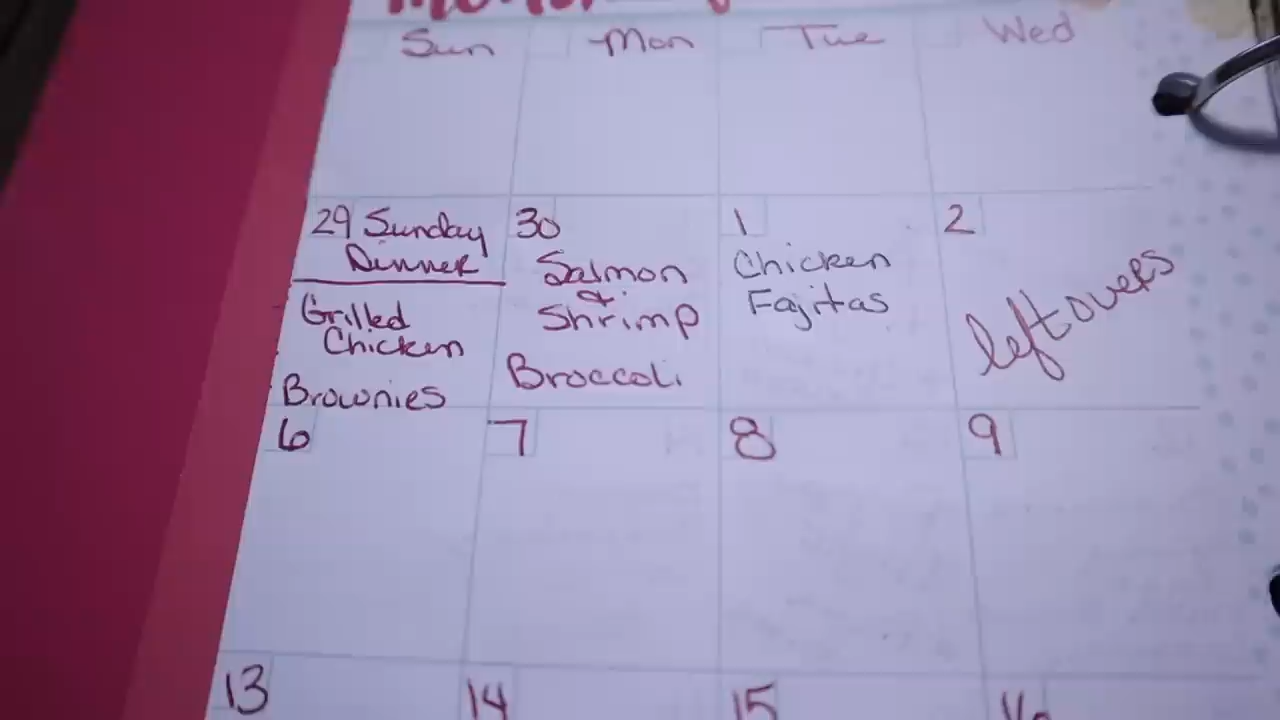 Sun Mon Tue Wed
29 Sunday
Dinner
Grilled
Chicken
Brownies
30
Salmon
&
Shrimp
Broccoli
1
Chicken
Fajitas
2
leftovers
6 7 8 9
13 14 15 16